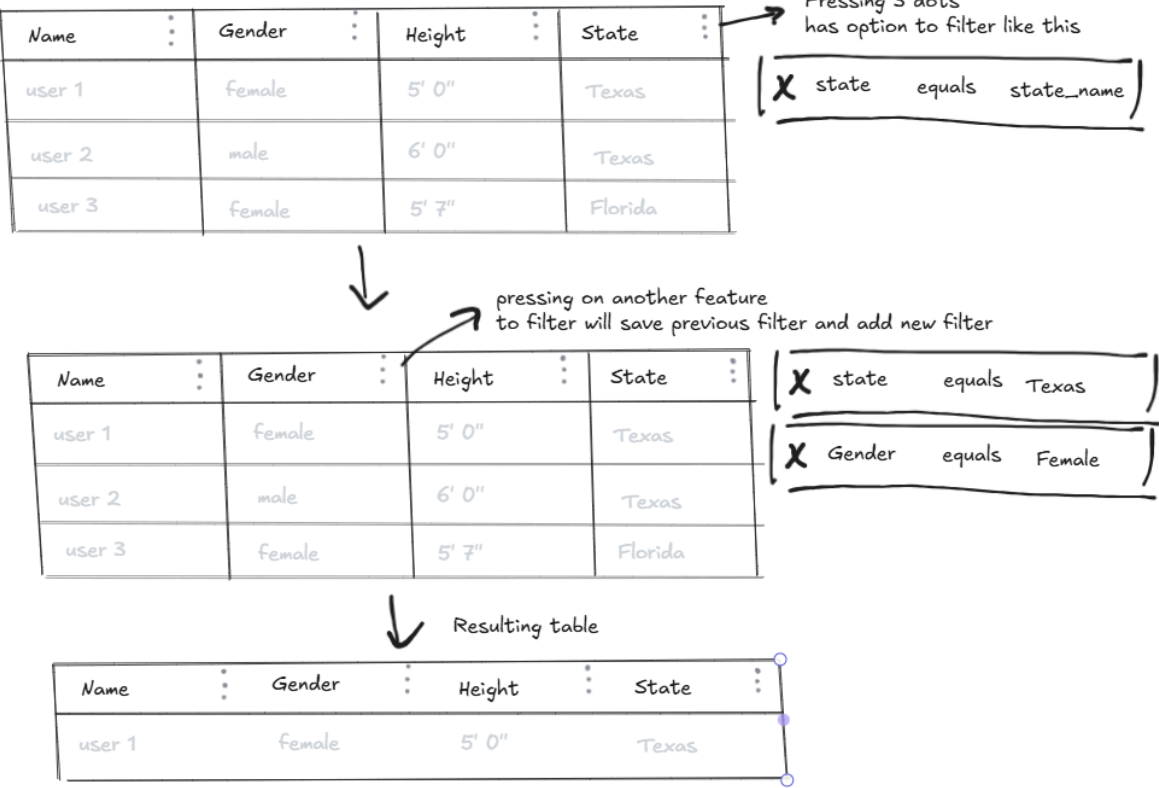 Pressing 3 dots
has option to filter like this
Name Gender Height State
user 1 female 5' 0" Texas
user 2 male 6' 0" Texas
user 3 female 5' 7" Florida
X state equals state_name
pressing on another feature
to filter will save previous filter and add new filter
Name Gender Height State
user 1 female 5' 0" Texas
user 2 male 6' 0" Texas
user 3 female 5' 7" Florida
X state equals Texas
X Gender equals Female
Resulting table
Name Gender Height State
user 1 female 5' 0" Texas